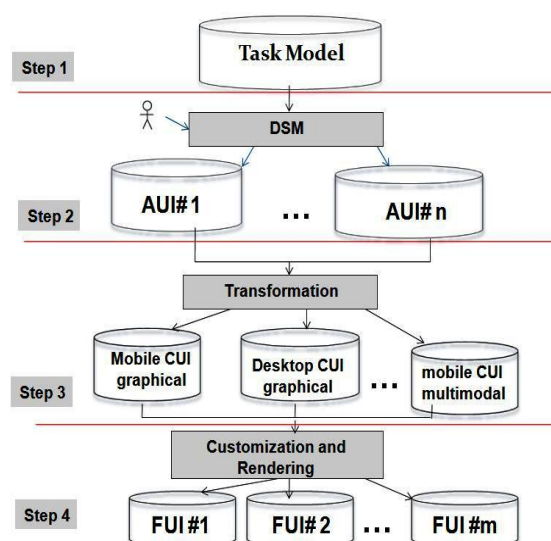 Task Model
Step 1
DSM
AUI# 1
...
AUI# n
Step 2
Transformation
Mobile CUI
graphical
Desktop CUI
graphical
...
mobile CUI
multimodal
Step 3
Customization and
Rendering
Step 4
FUI #1
FUI# 2
...
FUI #m